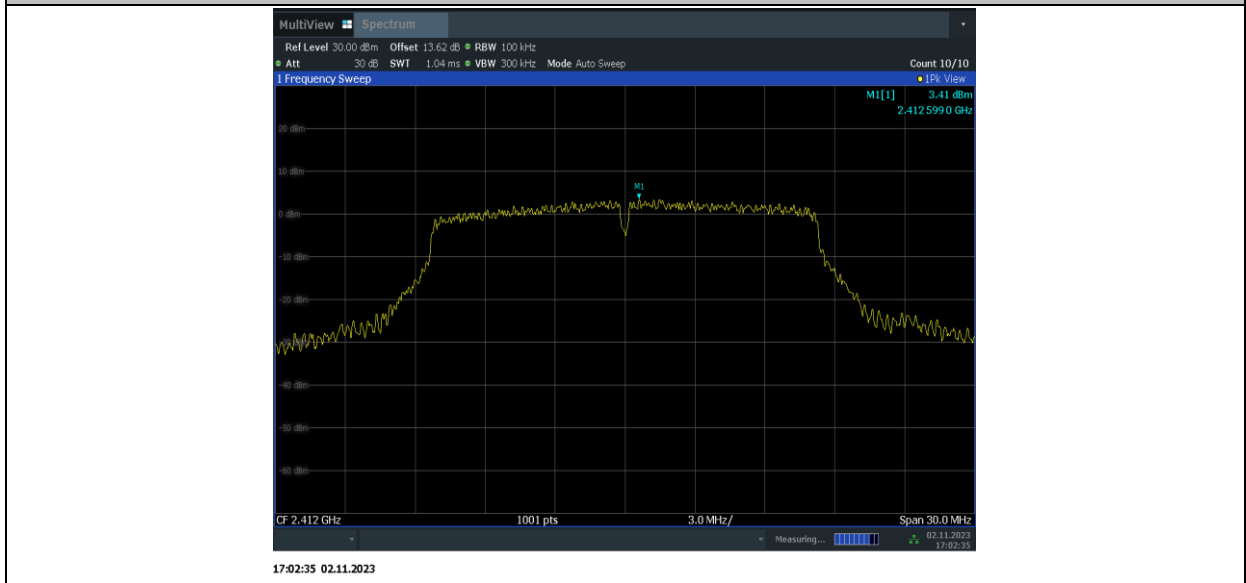 MultiView Spectrum
Ref Level 30.00 dBm Offset 13.62 dB RBW 100 kHz
Att 30 dB SWT 1.04 ms VBW 300 kHz Mode Auto Sweep Count 10/10
1 Frequency Sweep 1Pk View
M1[1] 3.41 dBm
2.412 599 0 GHz
20 dBm
10 dBm
M1
0 dBm
-10 dBm
-20 dBm
-40 dBm
-50 dBm
-60 dBm
CF 2.412 GHz 1001 pts 3.0 MHz/ Span 30.0 MHz
Measuring... 02.11.2023
17:02:35
17:02:35 02.11.2023